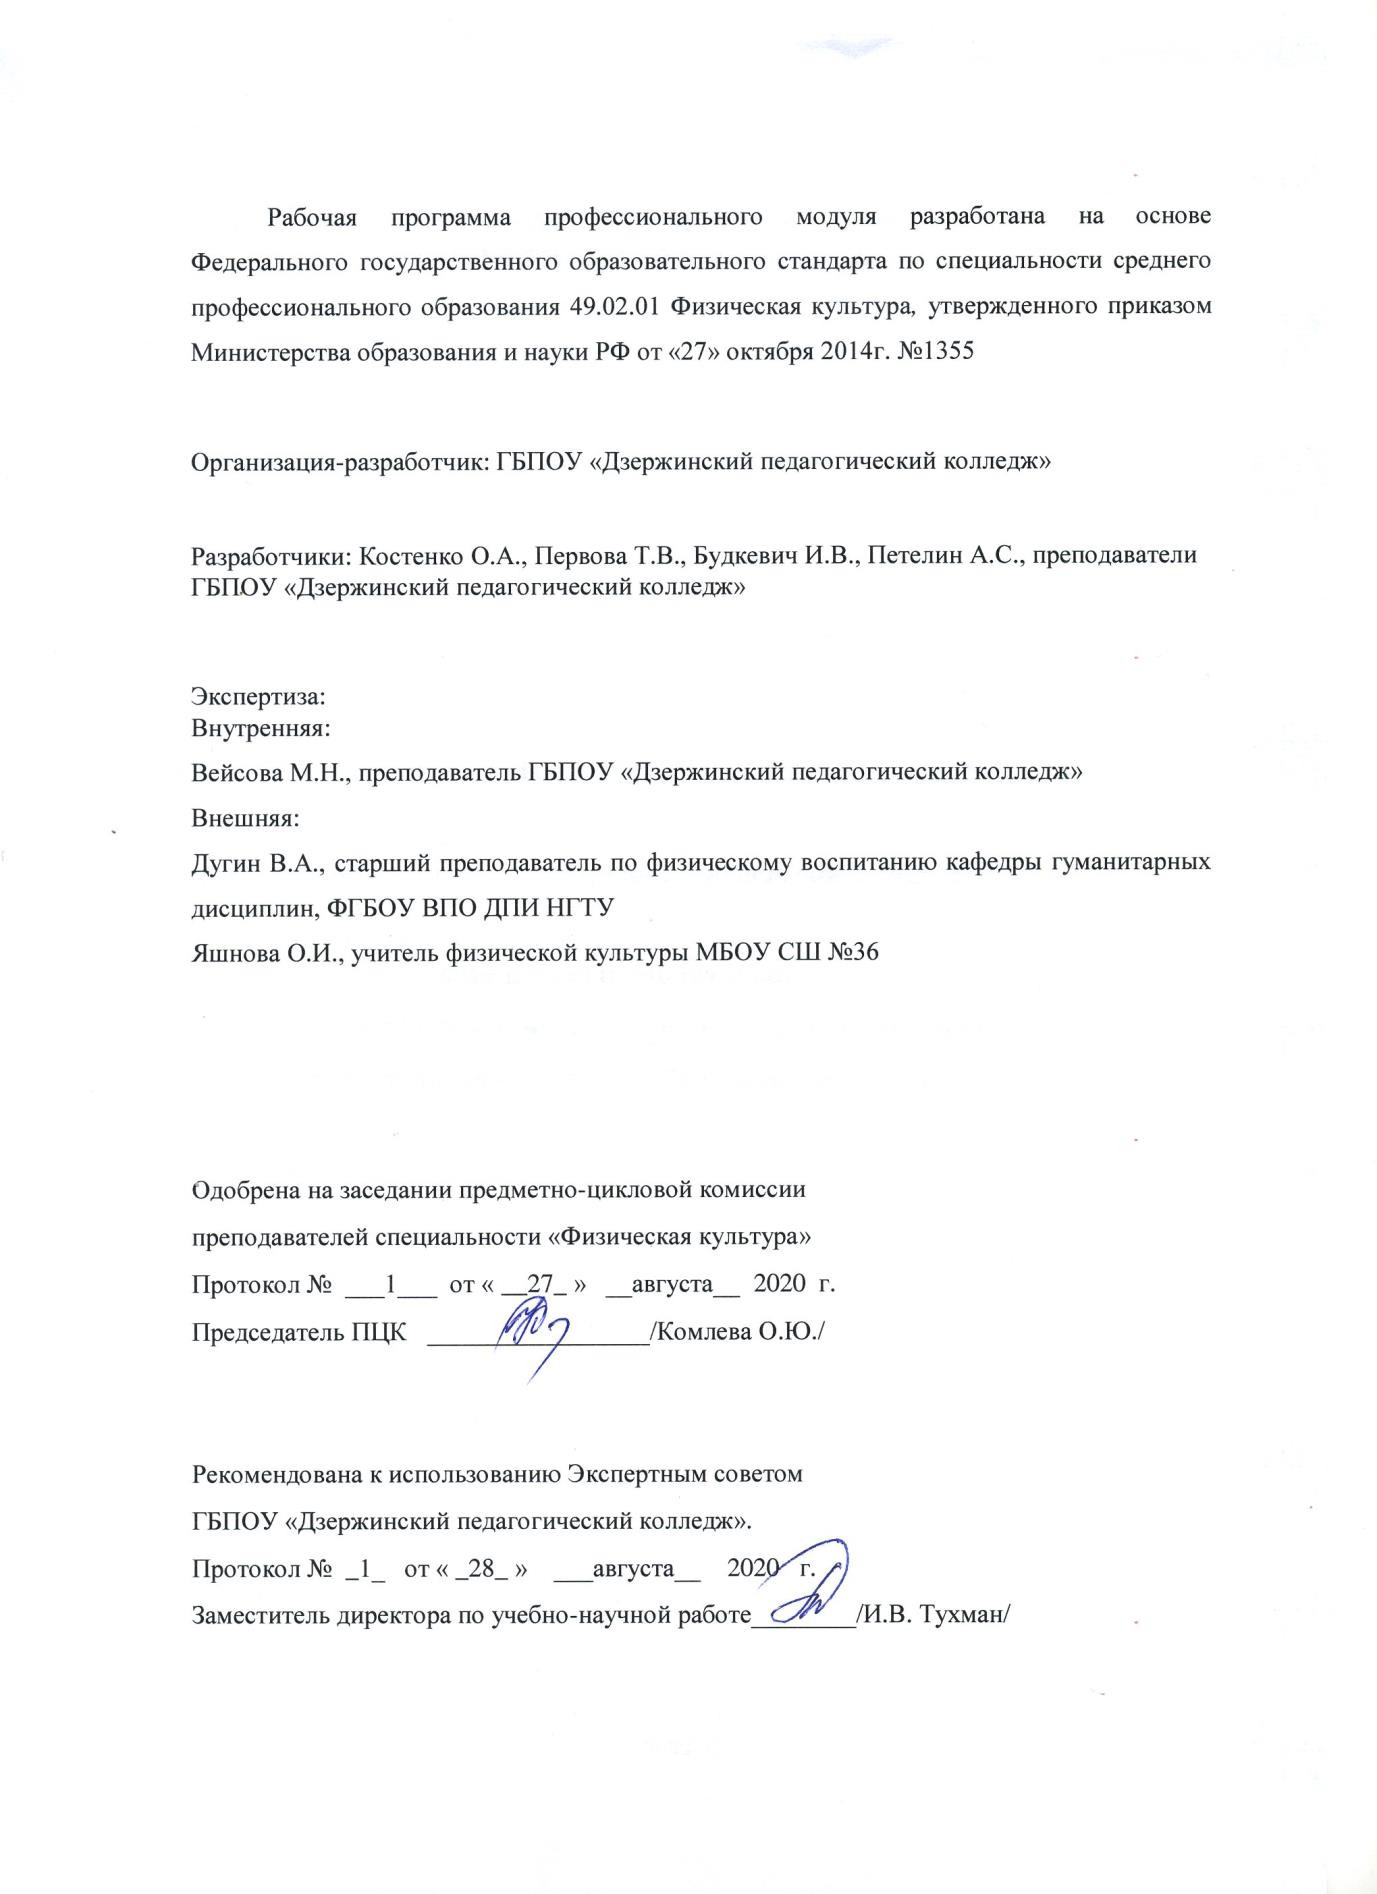 Рабочая программа профессионального модуля разработана на основе
Федерального государственного образовательного стандарта по специальности среднего
профессионального образования 49.02.01 Физическая культура, утвержденного приказом
Министерства образования и науки РФ от «27» октября 2014г. №1355
Организация-разработчик: ГБПОУ «Дзержинский педагогический колледж»
Разработчики: Костенко О.А., Первова Т.В., Будкевич И.В., Петелин А.С., преподаватели
ГБПОУ «Дзержинский педагогический колледж»
Экспертиза:
Внутренняя:
Вейсова М.Н., преподаватель ГБПОУ «Дзержинский педагогический колледж»
Внешняя:
Дугин В.А., старший преподаватель по физическому воспитанию кафедры гуманитарных
дисциплин, ФГБОУ ВПО ДПИ НГТУ
Яшнова О.И., учитель физической культуры МБОУ СШ №36
Одобрена на заседании предметно-цикловой комиссии
преподавателей специальности «Физическая культура»
Протокол № ___1___ от « __27_ » __августа__ 2020 г.
Председатель ПЦК _________________/Комлева О.Ю./
Рекомендована к использованию Экспертным советом
ГБПОУ «Дзержинский педагогический колледж».
Протокол № _1_ от « _28_ » ___августа__ 2020 г.
Заместитель директора по учебно-научной работе________/И.В. Тухман/